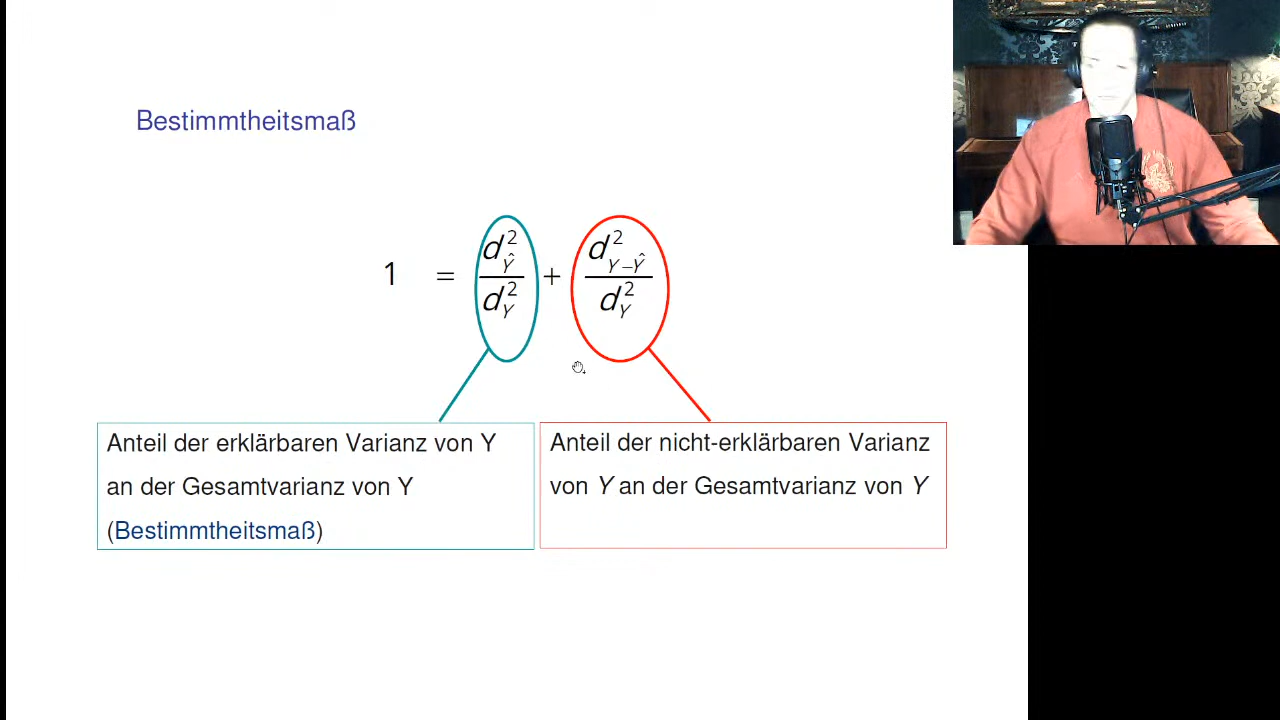 Bestimmtheitsmaß
1 = d²_Ŷ / d²_Y + d²_{Y−Ŷ} / d²_Y
Anteil der erklärbaren Varianz von Y
an der Gesamtvarianz von Y
(Bestimmtheitsmaß)
Anteil der nicht-erklärbaren Varianz
von Y an der Gesamtvarianz von Y